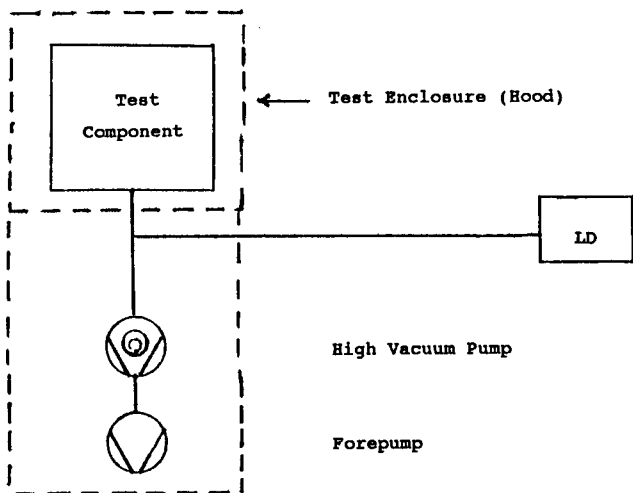 Test
Component
Test Enclosure (Hood)
LD
High Vacuum Pump
Forepump